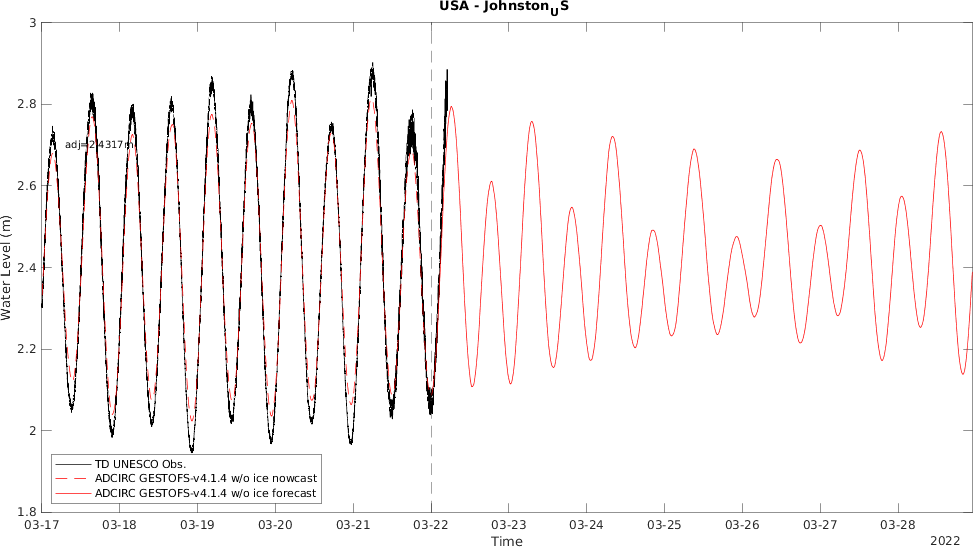 USA - Johnston_US
3
2.8
2.6
2.4
2.2
2
1.8
Water Level (m)
adj=2.4317m
TD UNESCO Obs.
ADCIRC GESTOFS-v4.1.4 w/o ice nowcast
ADCIRC GESTOFS-v4.1.4 w/o ice forecast
03-17 03-18 03-19 03-20 03-21 03-22 03-23 03-24 03-25 03-26 03-27 03-28
Time
2022